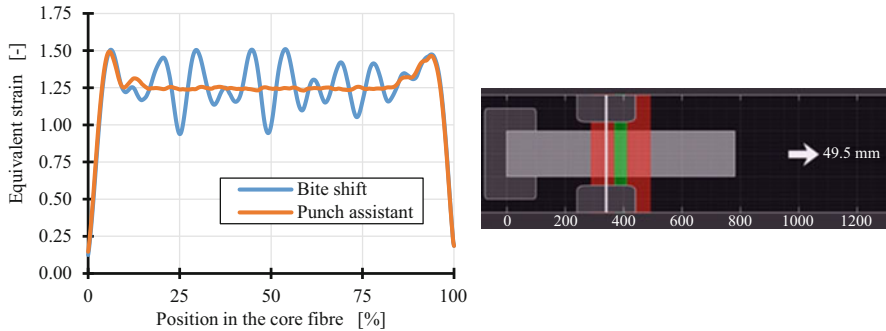 Equivalent strain [-]
1.75
1.50
1.25
1.00
0.75
0.50
0.25
0.00
Bite shift
Punch assistant
0 25 50 75 100
Position in the core fibre [%]
49.5 mm
0 200 400 600 800 1000 1200